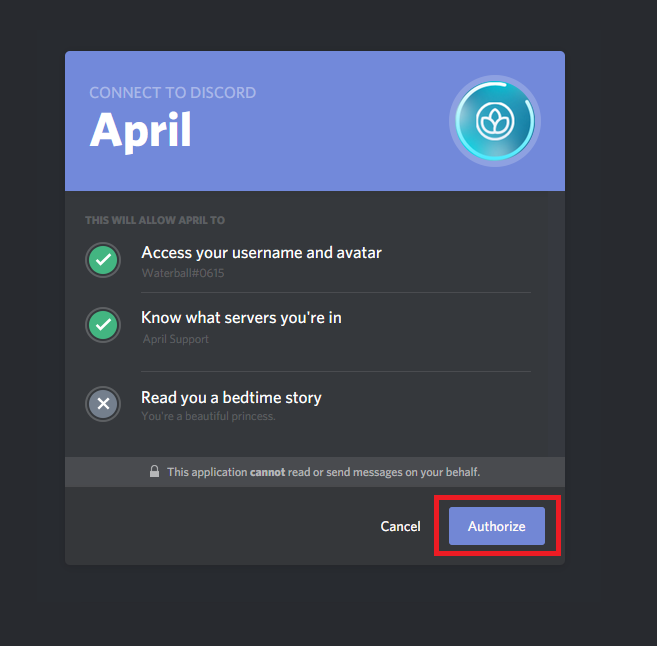 CONNECT TO DISCORD
April
THIS WILL ALLOW APRIL TO
Access your username and avatar
Waterball#0615
Know what servers you're in
April Support
Read you a bedtime story
You're a beautiful princess.
This application cannot read or send messages on your behalf.
Cancel
Authorize